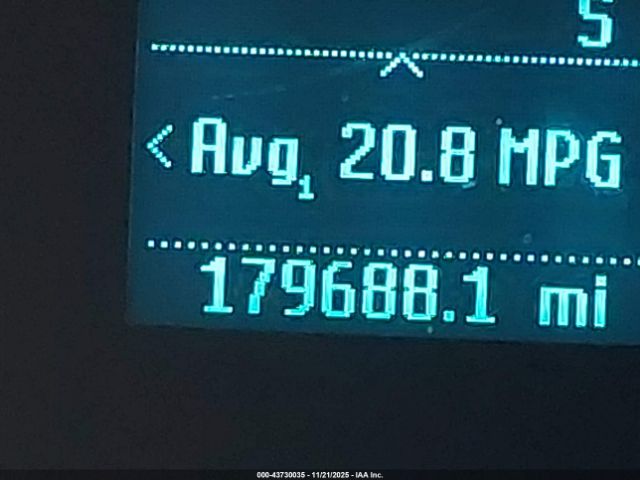 S
< Avg1 20.8 MPG
179688.1 mi
000-43730035 - 11/21/2025 - IAA Inc.